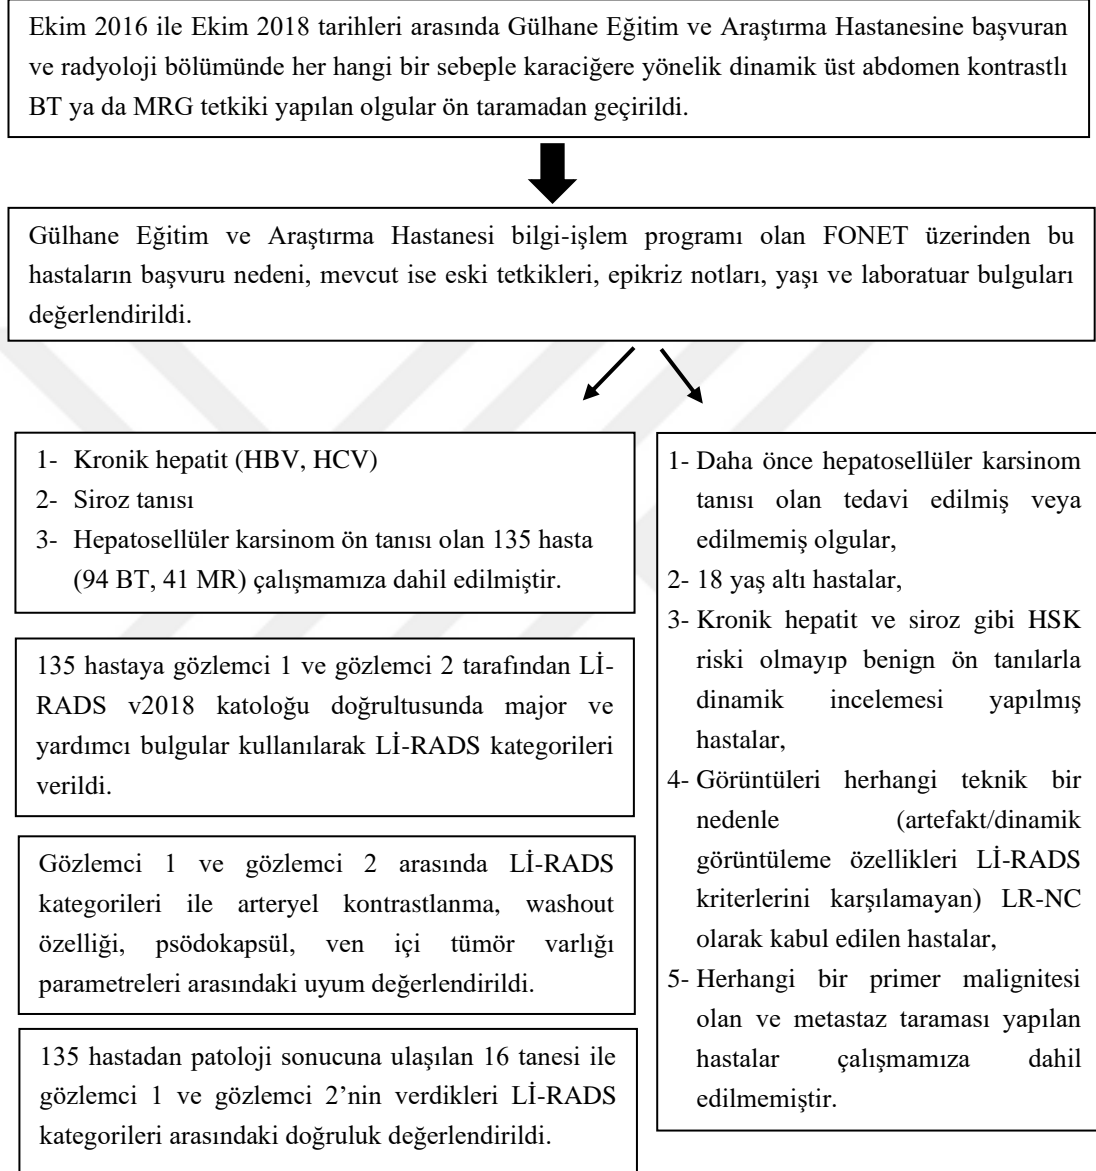 Ekim 2016 ile Ekim 2018 tarihleri arasında Gülhane Eğitim ve Araştırma Hastanesine başvuran
ve radyoloji bölümünde her hangi bir sebeple karaciğere yönelik dinamik üst abdomen kontrastlı
BT ya da MRG tetkiki yapılan olgular ön taramadan geçirildi.
Gülhane Eğitim ve Araştırma Hastanesi bilgi-işlem programı olan FONET üzerinden bu
hastaların başvuru nedeni, mevcut ise eski tetkikleri, epikriz notları, yaşı ve laboratuar bulguları
değerlendirildi.
1- Kronik hepatit (HBV, HCV)
2- Siroz tanısı
3- Hepatosellüler karsinom ön tanısı olan 135 hasta
(94 BT, 41 MR) çalışmamıza dahil edilmiştir.
135 hastaya gözlemci 1 ve gözlemci 2 tarafından Lİ-
RADS v2018 katoloğu doğrultusunda major ve
yardımcı bulgular kullanılarak Lİ-RADS kategorileri
verildi.
Gözlemci 1 ve gözlemci 2 arasında Lİ-RADS
kategorileri ile arteryel kontrastlanma, washout
özelliği, psödokapsül, ven içi tümör varlığı
parametreleri arasındaki uyum değerlendirildi.
135 hastadan patoloji sonucuna ulaşılan 16 tanesi ile
gözlemci 1 ve gözlemci 2’nin verdikleri Lİ-RADS
kategorileri arasındaki doğruluk değerlendirildi.
1- Daha önce hepatosellüler karsinom
tanısı olan tedavi edilmiş veya
edilmemiş olgular,
2- 18 yaş altı hastalar,
3- Kronik hepatit ve siroz gibi HSK
riski olmayıp benign ön tanılarla
dinamik incelemesi yapılmış
hastalar,
4- Görüntüleri herhangi teknik bir
nedenle (artefakt/dinamik
görüntüleme özellikleri Lİ-RADS
kriterlerini karşılamayan) LR-NC
olarak kabul edilen hastalar,
5- Herhangi bir primer malignitesi
olan ve metastaz taraması yapılan
hastalar çalışmamıza dahil
edilmemiştir.